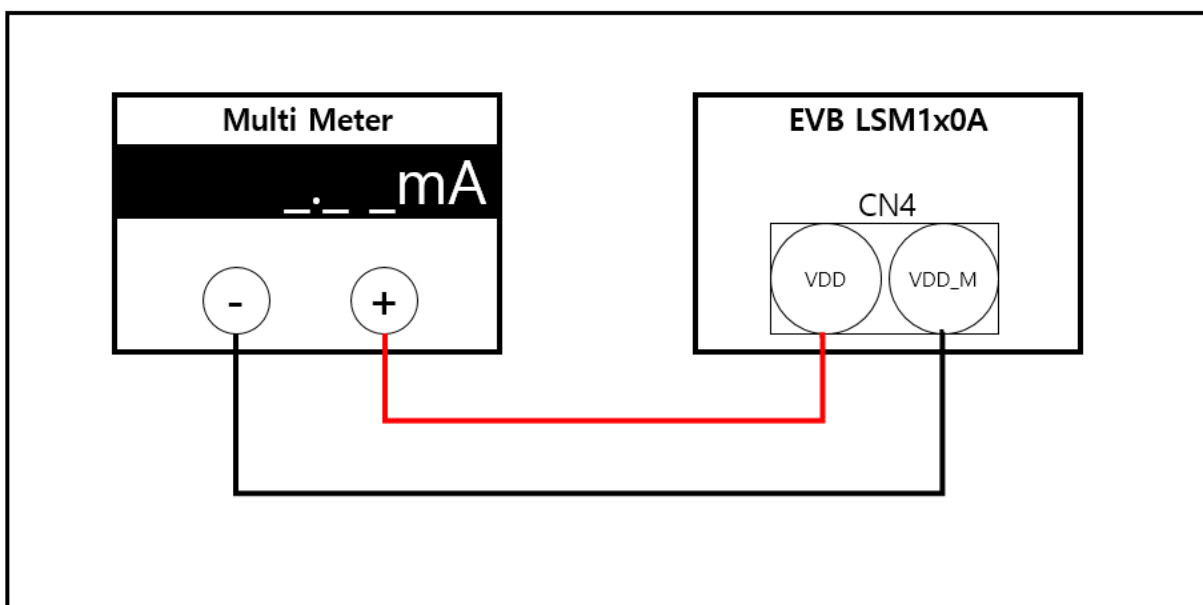 Multi Meter
_._ _mA
- +
EVB LSM1x0A
CN4
VDD VDD_M